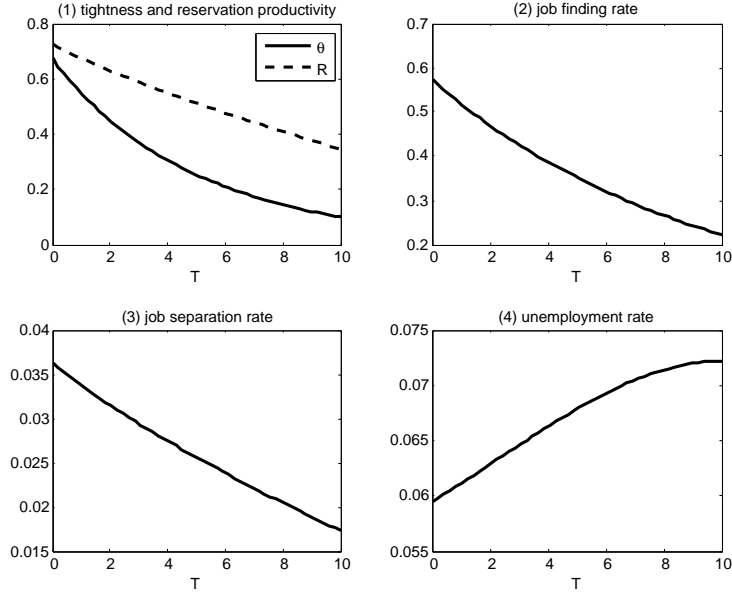 (1) tightness and reservation productivity
0.8
0.6
0.4
0.2
0
θ
R
0 2 4 6 8 10
T
(2) job finding rate
0.7
0.6
0.5
0.4
0.3
0.2
0 2 4 6 8 10
T
(3) job separation rate
0.04
0.035
0.03
0.025
0.02
0.015
0 2 4 6 8 10
T
(4) unemployment rate
0.075
0.07
0.065
0.06
0.055
0 2 4 6 8 10
T